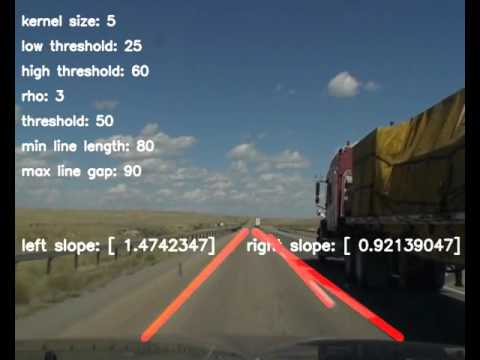 kernel size: 5
low threshold: 25
high threshold: 60
rho: 3
threshold: 50
min line length: 80
max line gap: 90
left slope: [ 1.4742347] right slope: [ 0.92139047]